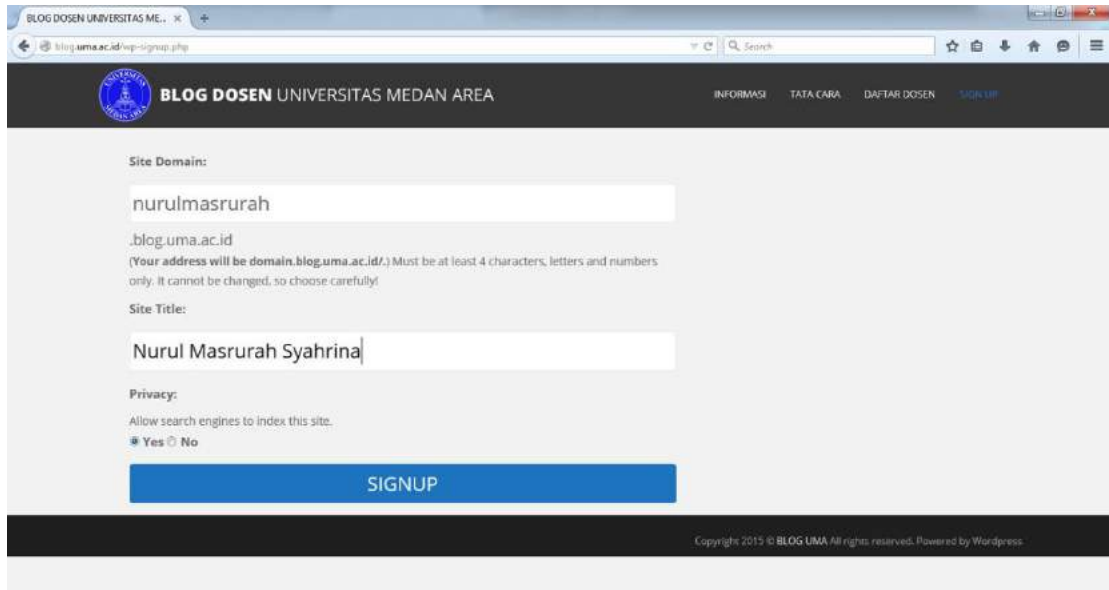 BLOG DOSEN UNIVERSITAS ME...
blog.uma.ac.id/wp-signup.php
Search
UNIVERSITAS
MEDAN AREA
BLOG DOSEN UNIVERSITAS MEDAN AREA
INFORMASI TATA CARA DAFTAR DOSEN SIGN UP
Site Domain:
nurulmasrurah
.blog.uma.ac.id
(Your address will be domain.blog.uma.ac.id/.) Must be at least 4 characters, letters and numbers
only. It cannot be changed, so choose carefully!
Site Title:
Nurul Masrurah Syahrina
Privacy:
Allow search engines to index this site.
Yes No
SIGNUP
Copyright 2015 © BLOG UMA All rights reserved. Powered by Wordpress